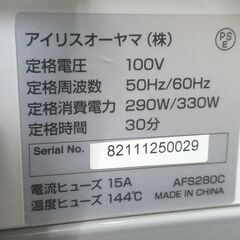 アイリスオーヤマ（株）
PS
E
定格電圧 100V
定格周波数 50Hz/60Hz
定格消費電力 290W/330W
定格時間 30分
Serial No. 82111250029
電流ヒューズ 15A AFS280C
温度ヒューズ 144℃ MADE IN CHINA